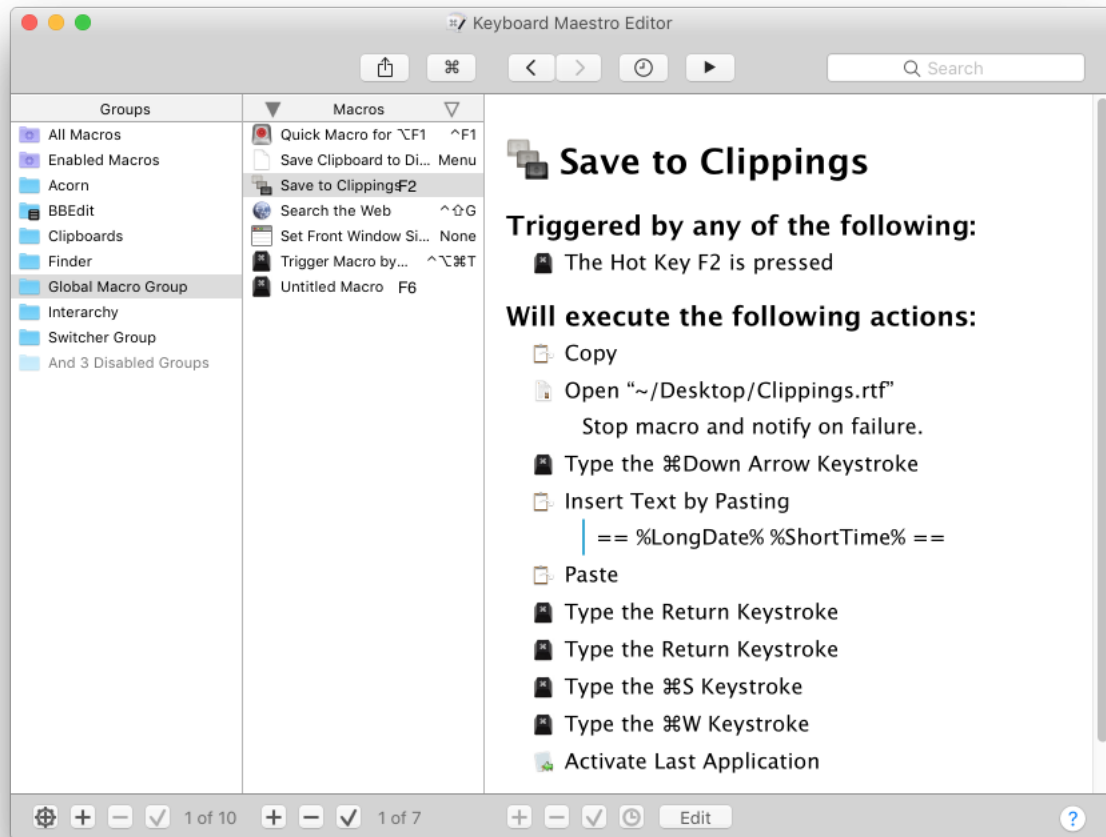 Keyboard Maestro Editor
⌘
Search
Groups
All Macros
Enabled Macros
Acorn
BBEdit
Clipboards
Finder
Global Macro Group
Interarchy
Switcher Group
And 3 Disabled Groups
Macros
Quick Macro for ⌥F1 ^F1
Save Clipboard to Di... Menu
Save to Clippings F2
Search the Web ^⇧G
Set Front Window Si... None
Trigger Macro by... ^⌥⌘T
Untitled Macro F6
Save to Clippings
Triggered by any of the following:
The Hot Key F2 is pressed
Will execute the following actions:
Copy
Open “~/Desktop/Clippings.rtf”
Stop macro and notify on failure.
Type the ⌘Down Arrow Keystroke
Insert Text by Pasting
== %LongDate% %ShortTime% ==
Paste
Type the Return Keystroke
Type the Return Keystroke
Type the ⌘S Keystroke
Type the ⌘W Keystroke
Activate Last Application
1 of 10
1 of 7
Edit
?